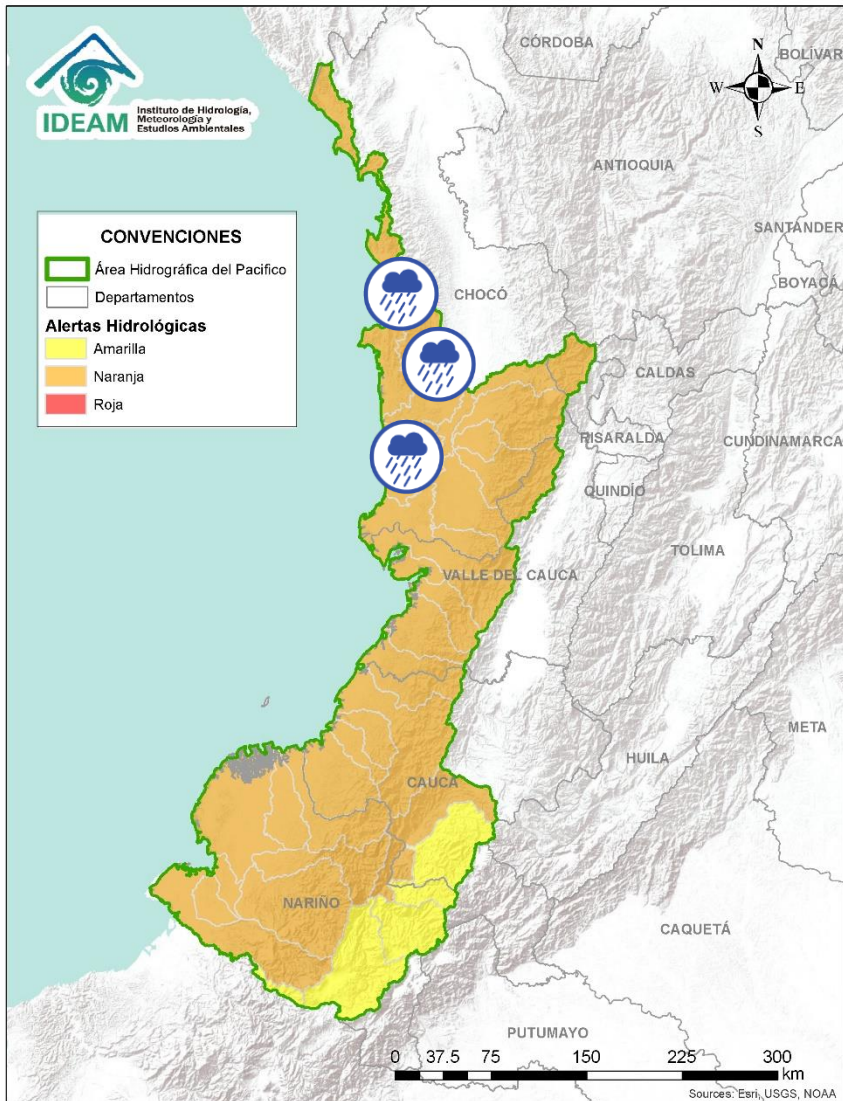 IDEAM
Instituto de Hidrología,
Meteorología y
Estudios Ambientales
N
W
E
S
CÓRDOBA
BOLÍVAR
ANTIOQUIA
SANTANDER
BOYACÁ
CHOCÓ
CALDAS
RISARALDA
CUNDINAMARCA
QUINDÍO
TOLIMA
VALLE DEL CAUCA
META
HUILA
CAUCA
NARIÑO
CAQUETÁ
PUTUMAYO
CONVENCIONES
Área Hidrográfica del Pacifico
Departamentos
Alertas Hidrológicas
Amarilla
Naranja
Roja
0 37.5 75 150 225 300
km
Sources: Esri, USGS, NOAA